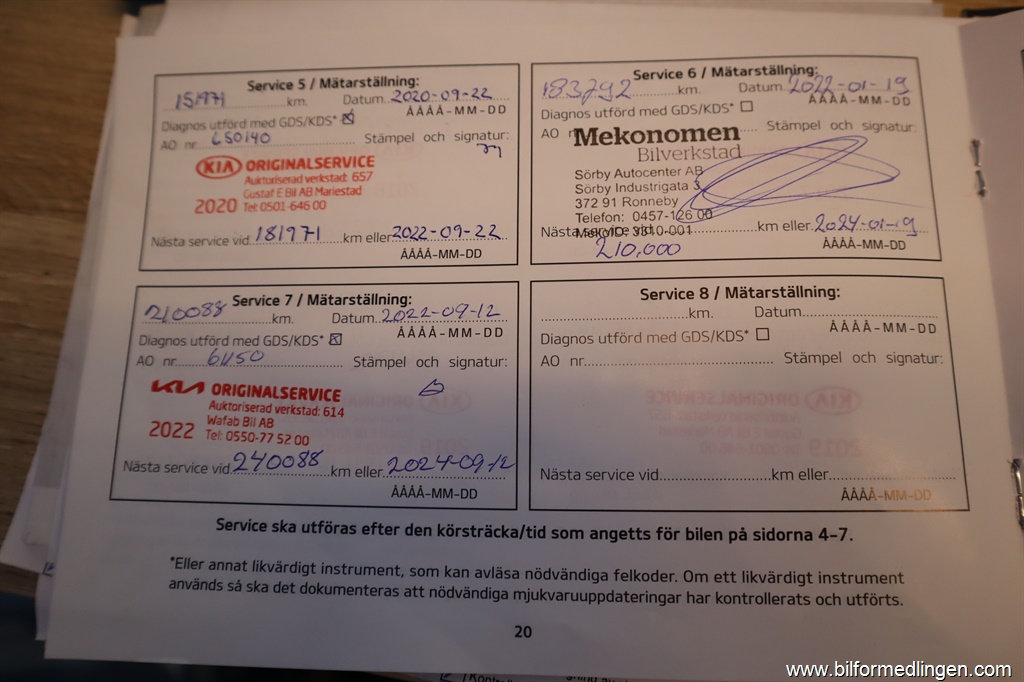 Service 5 / Mätarställning:
151971 km. Datum 2020-09-22
ÅÅÅÅ-MM-DD
Diagnos utförd med GDS/KDS*
AO nr 650140 Stämpel och signatur:
KIA ORIGINALSERVICE
Auktoriserad verkstad: 657
Gustaf E Bil AB Mariestad
2020 Tel: 0501-646 00
Nästa service vid 181971 km eller 2022-09-22
ÅÅÅÅ-MM-DD
Service 6 / Mätarställning:
183792 km. Datum 2022-01-19
ÅÅÅÅ-MM-DD
Diagnos utförd med GDS/KDS*
AO Stämpel och signatur:
Mekonomen
Bilverkstad
Sörby Autocenter AB
Sörby Industrigata 3
372 91 Ronneby
Telefon: 0457-126 00
Nästa service vid
km eller 2024-01-19
210,000
ÅÅÅÅ-MM-DD
Service 7 / Mätarställning:
210088 km. Datum 2022-09-12
ÅÅÅÅ-MM-DD
Diagnos utförd med GDS/KDS*
AO nr 61150 Stämpel och signatur:
KIA ORIGINALSERVICE
Auktoriserad verkstad: 614
Wafab Bil AB
2022 Tel: 0550-77 52 00
Nästa service vid 240088 km eller 2024-09-12
ÅÅÅÅ-MM-DD
Service 8 / Mätarställning:
km. Datum
ÅÅÅÅ-MM-DD
Diagnos utförd med GDS/KDS*
AO nr Stämpel och signatur:
Nästa service vid km eller
ÅÅÅÅ-MM-DD
Service ska utföras efter den körsträcka/tid som angetts för bilen på sidorna 4-7.
*Eller annat likvärdigt instrument, som kan avläsa nödvändiga felkoder. Om ett likvärdigt instrument
används så ska det dokumenteras att nödvändiga mjukvaruuppdateringar har kontrollerats och utförts.
20
www.bilformedlingen.com